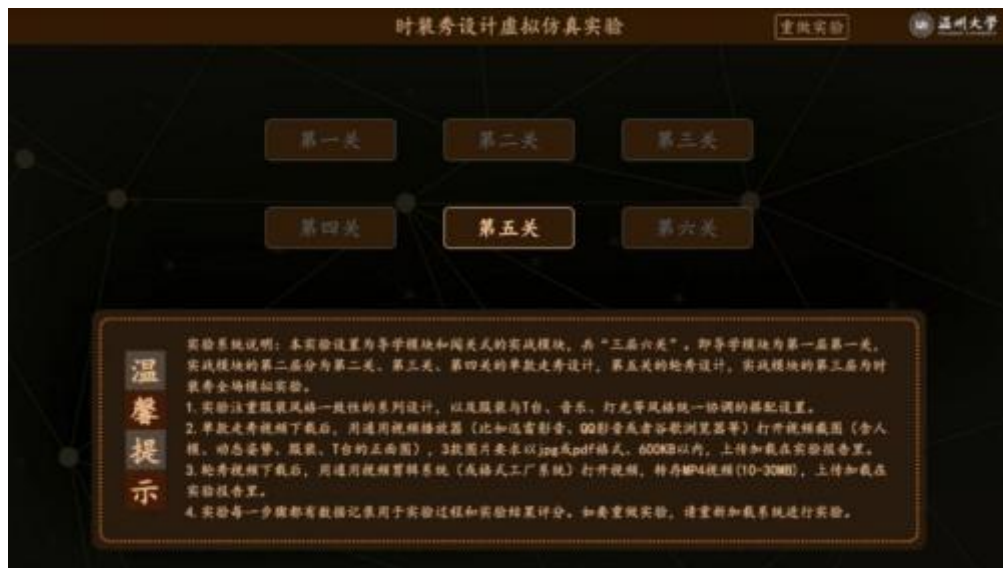 时装秀设计虚拟仿真实验
重做实验
温州大学
第一关
第二关
第三关
第四关
第五关
第六关
温馨提示
实验系统说明：本实验设置为导学模块和闯关式的实战模块，共“三层六关”。即导学模块为第一层第一关，
实战模块的第二层分为第二关、第三关、第四关的单款走秀设计，第五关的轮秀设计，实战模块的第三层为时
装秀全场模拟实验。
1.实验注重服装风格一致性的系列设计，以及服装与T台、音乐、灯光等风格统一协调的搭配设置。
2.单款走秀视频下载后，用通用视频播放器（比如迅雷影音、QQ影音或者谷歌浏览器等）打开视频截图（含人
模、动态姿势、服装、T台的正面图），3款图片要求以jpg或pdf格式、600KB以内，上传加载在实验报告里。
3.轮秀视频下载后，用通用视频剪辑系统（或格式工厂系统）打开视频，转存MP4视频(10-30MB)，上传加载在
实验报告里。
4.实验每一步骤都有数据记录用于实验过程和实验结果评分。如要重做实验，请重新加载系统进行实验。